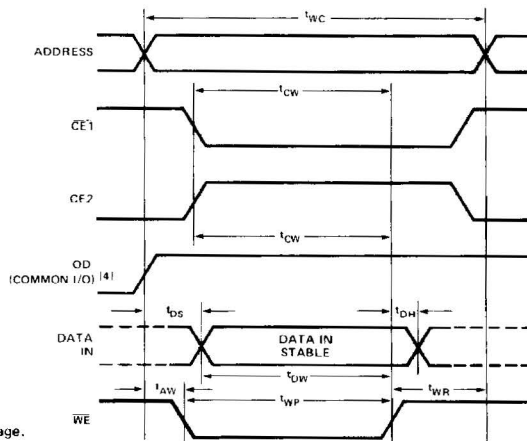 tWC
ADDRESS
tCW
CE1
CE2
tCW
OD
(COMMON I/O) [4]
tDS
tDH
DATA
IN
DATA IN
STABLE
tDW
tAW
tWP
tWR
WE
age.